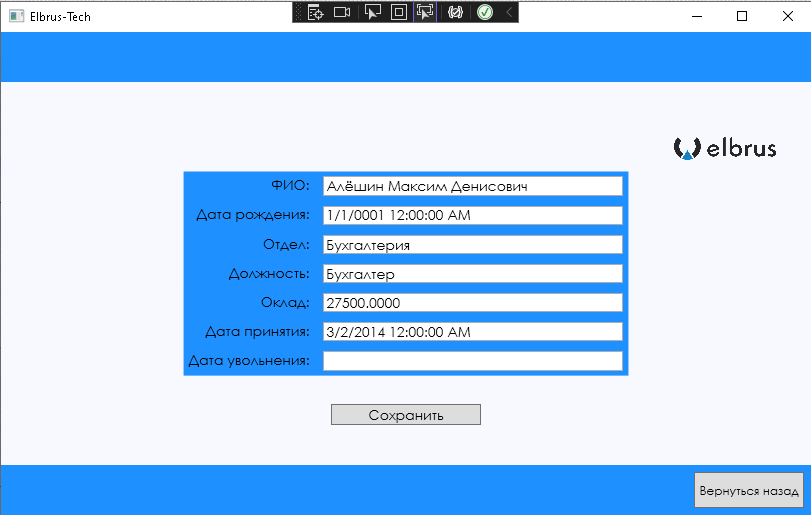 Elbrus-Tech
elbrus
ФИО: Алёшин Максим Денисович
Дата рождения: 1/1/0001 12:00:00 AM
Отдел: Бухгалтерия
Должность: Бухгалтер
Оклад: 27500.0000
Дата принятия: 3/2/2014 12:00:00 AM
Дата увольнения:
Сохранить
Вернуться назад